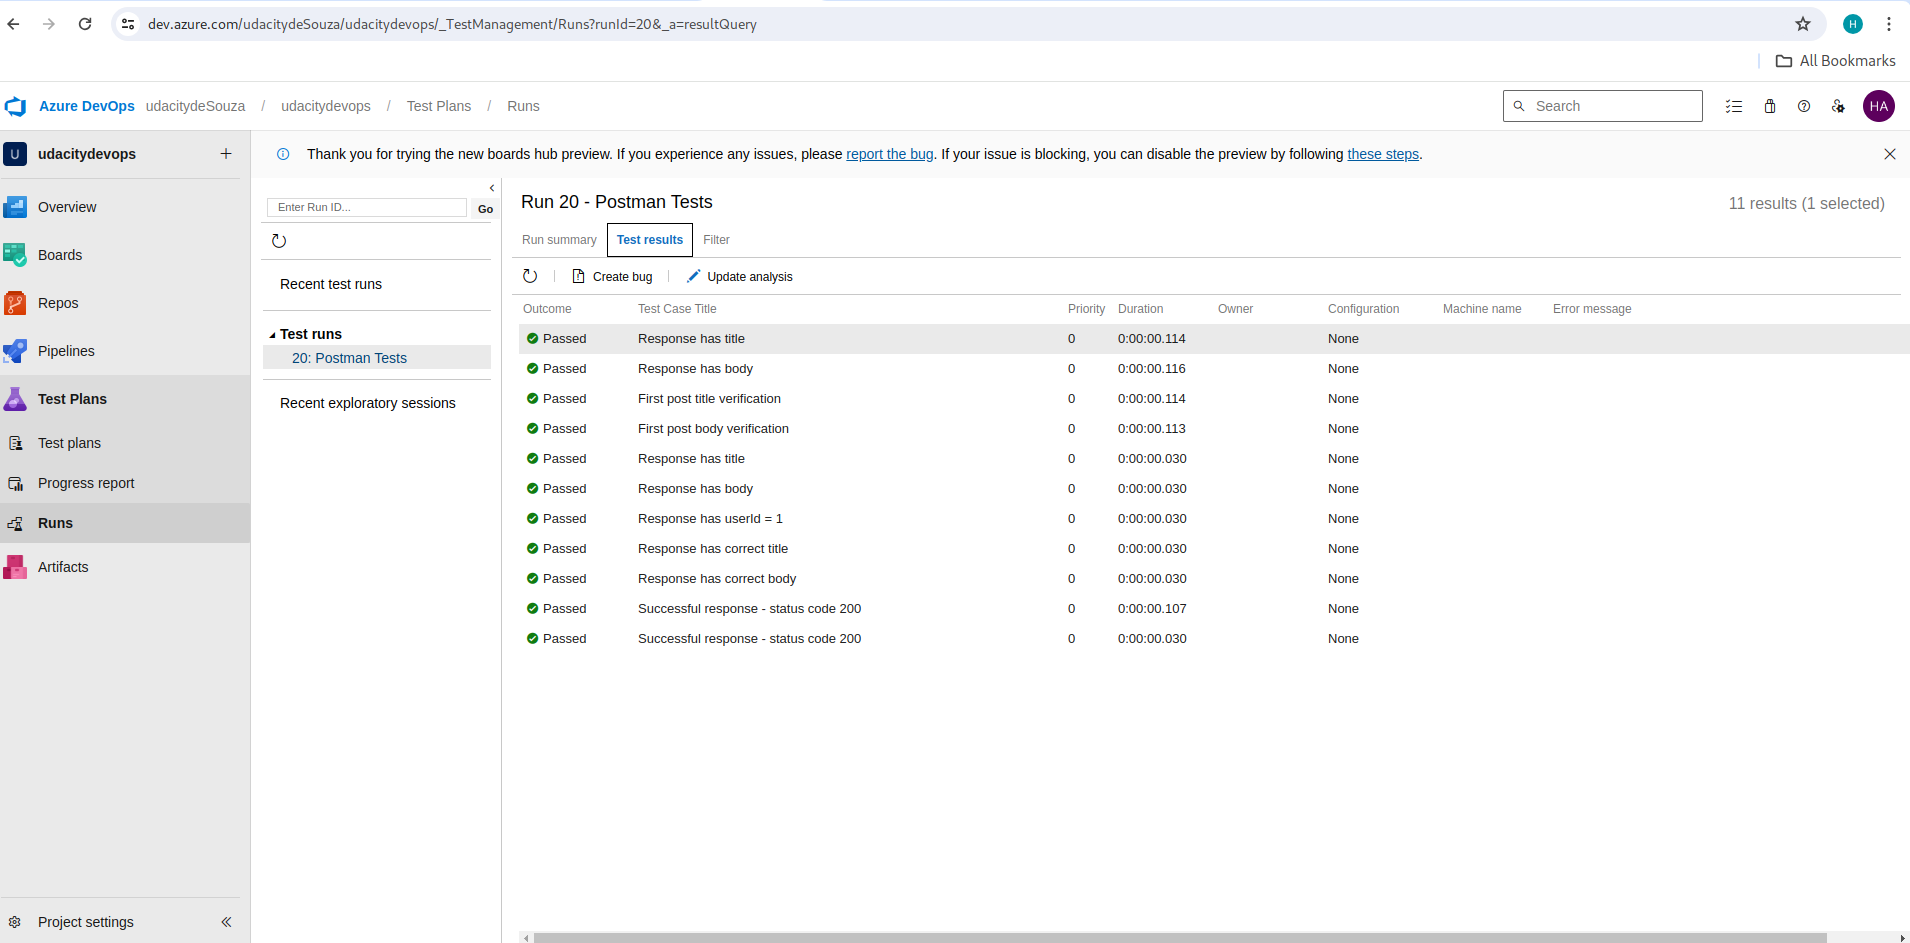 dev.azure.com/udacitydeSouza/udacitydevops/_TestManagement/Runs?runId=20&_a=resultQuery
H
All Bookmarks
Azure DevOps udacitydeSouza / udacitydevops / Test Plans / Runs
Search
HA
U udacitydevops +
Thank you for trying the new boards hub preview. If you experience any issues, please report the bug. If your issue is blocking, you can disable the preview by following these steps.
Overview
Boards
Repos
Pipelines
Test Plans
Test plans
Progress report
Runs
Artifacts
Project settings
Enter Run ID... Go
Recent test runs
Test runs
20: Postman Tests
Recent exploratory sessions
Run 20 - Postman Tests
11 results (1 selected)
Run summary Test results Filter
Create bug Update analysis
Outcome Test Case Title Priority Duration Owner Configuration Machine name Error message
Passed Response has title 0 0:00:00.114 None
Passed Response has body 0 0:00:00.116 None
Passed First post title verification 0 0:00:00.114 None
Passed First post body verification 0 0:00:00.113 None
Passed Response has title 0 0:00:00.030 None
Passed Response has body 0 0:00:00.030 None
Passed Response has userId = 1 0 0:00:00.030 None
Passed Response has correct title 0 0:00:00.030 None
Passed Response has correct body 0 0:00:00.030 None
Passed Successful response - status code 200 0 0:00:00.107 None
Passed Successful response - status code 200 0 0:00:00.030 None